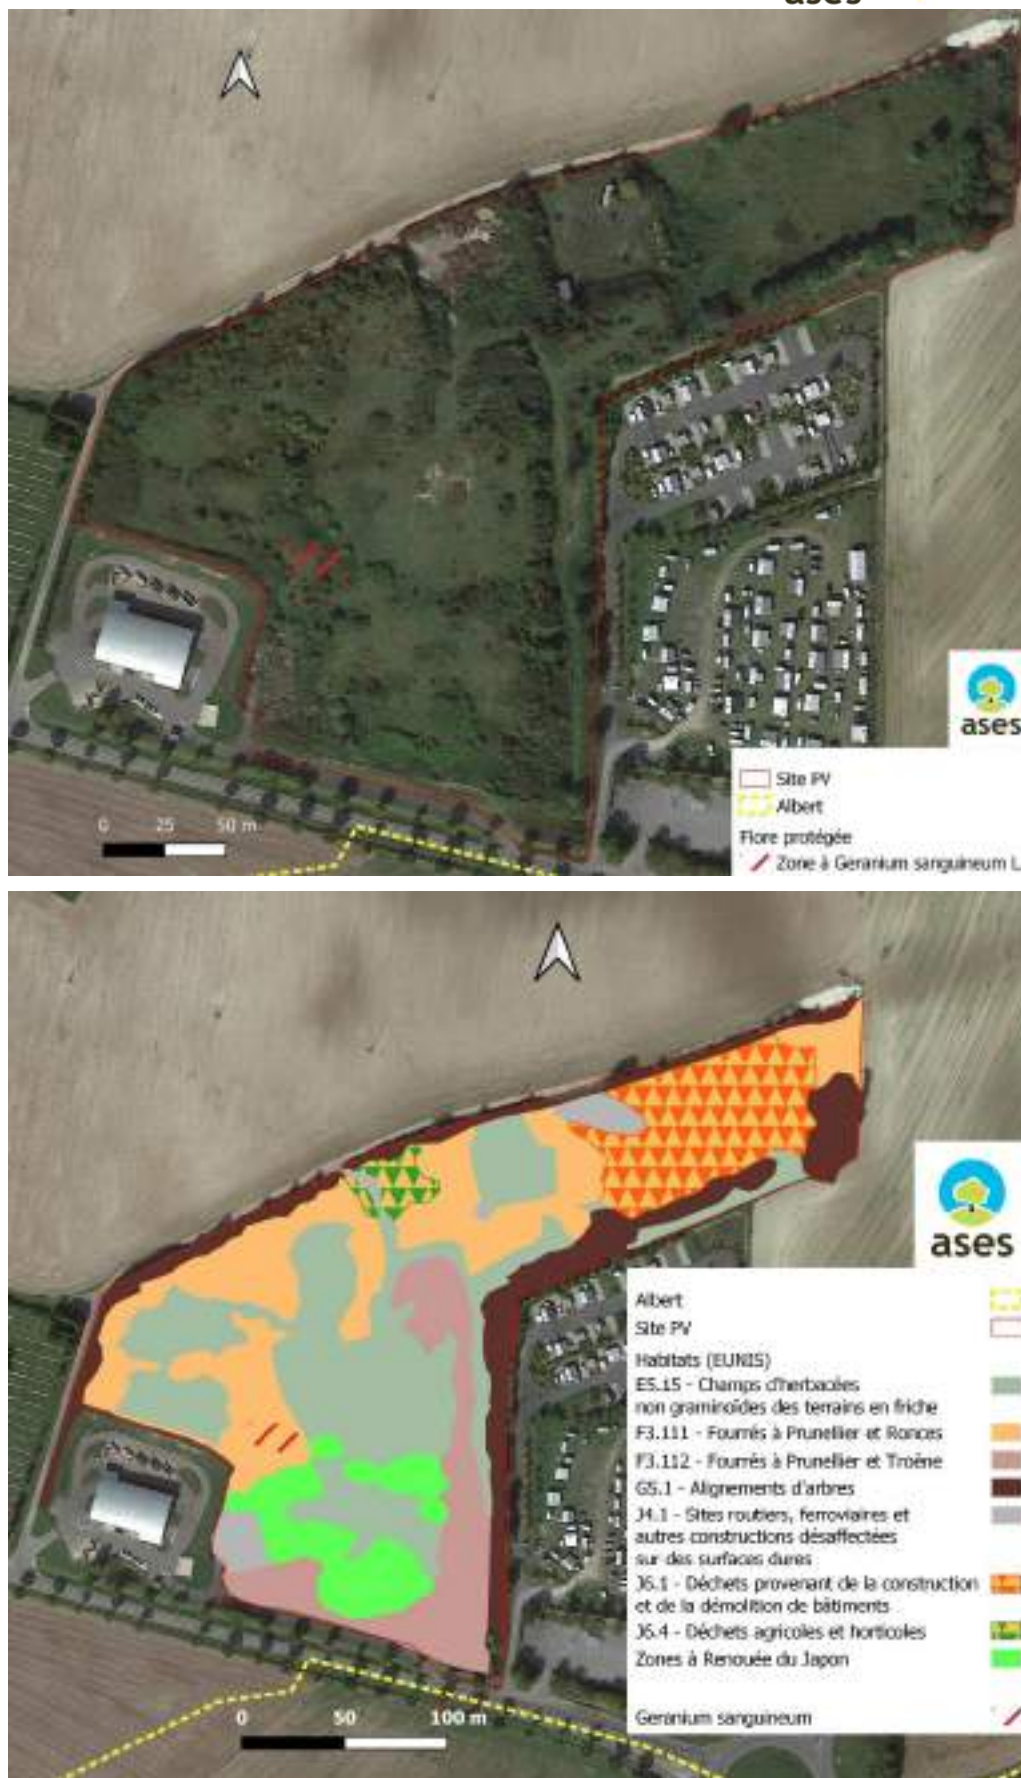 ases
0 25 50 m
ases
Site PV
Albert
Flore protégée
Zone à Geranium sanguineum L.
ases
Albert
Site PV
Habitats (EUNIS)
E5.15 - Champs d'herbacées
non graminoïdes des terrains en friche
F3.111 - Fourrés à Prunellier et Ronces
F3.112 - Fourrés à Prunellier et Troène
G5.1 - Alignements d'arbres
J4.1 - Sites routiers, ferroviaires et
autres constructions désaffectées
sur des surfaces dures
J6.1 - Déchets provenant de la construction
et de la démolition de bâtiments
J6.4 - Déchets agricoles et horticoles
Zones à Renouée du Japon
Geranium sanguineum
0 50 100 m